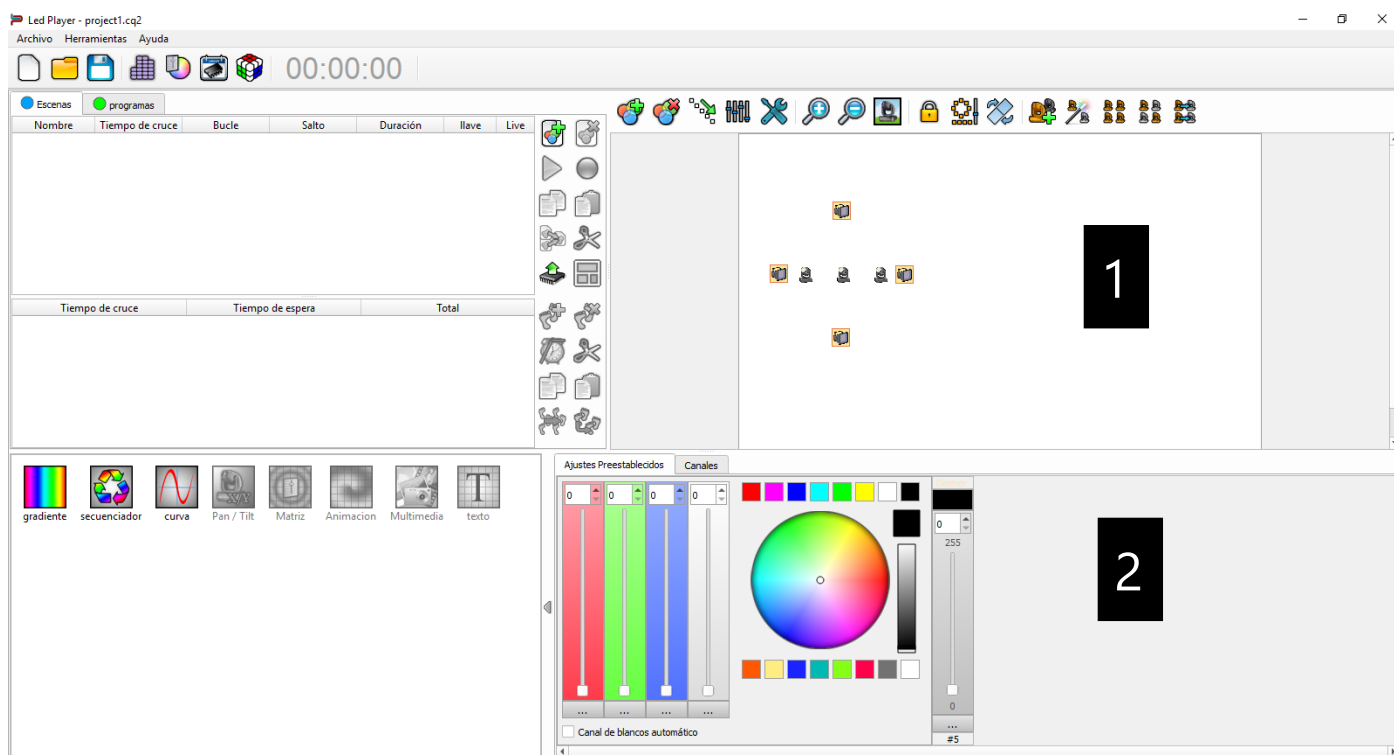 Led Player - project1.cq2
Archivo Herramientas Ayuda
00:00:00
Escenas programas
Nombre Tiempo de cruce Bucle Salto Duración llave Live
Tiempo de cruce Tiempo de espera Total
1
gradiente secuenciador curva Pan / Tilt Matriz Animacion Multimedia texto
X/Y
T
Ajustes Preestablecidos Canales
0 0 0 0
0
255
2
0
... ... ... ...
...
Canal de blancos automático
#5